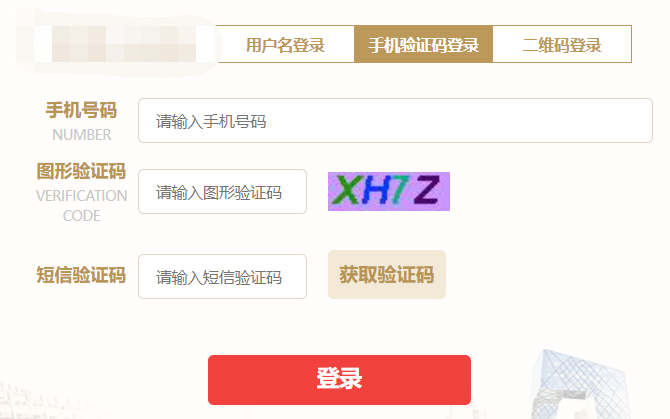 用户名登录 手机验证码登录 二维码登录
手机号码 请输入手机号码
NUMBER
图形验证码
VERIFICATION 请输入图形验证码 XH7Z
CODE
短信验证码 请输入短信验证码 获取验证码
登录